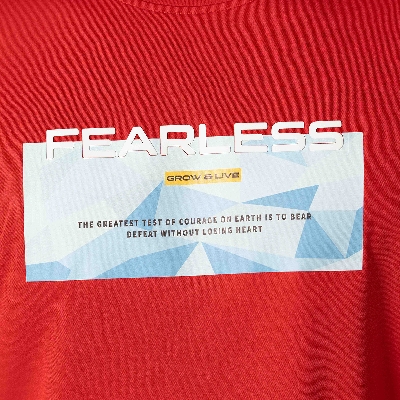 FEARLESS
GROW & LIVE
THE GREATEST TEST OF COURAGE ON EARTH IS TO BEAR
DEFEAT WITHOUT LOSING HEART